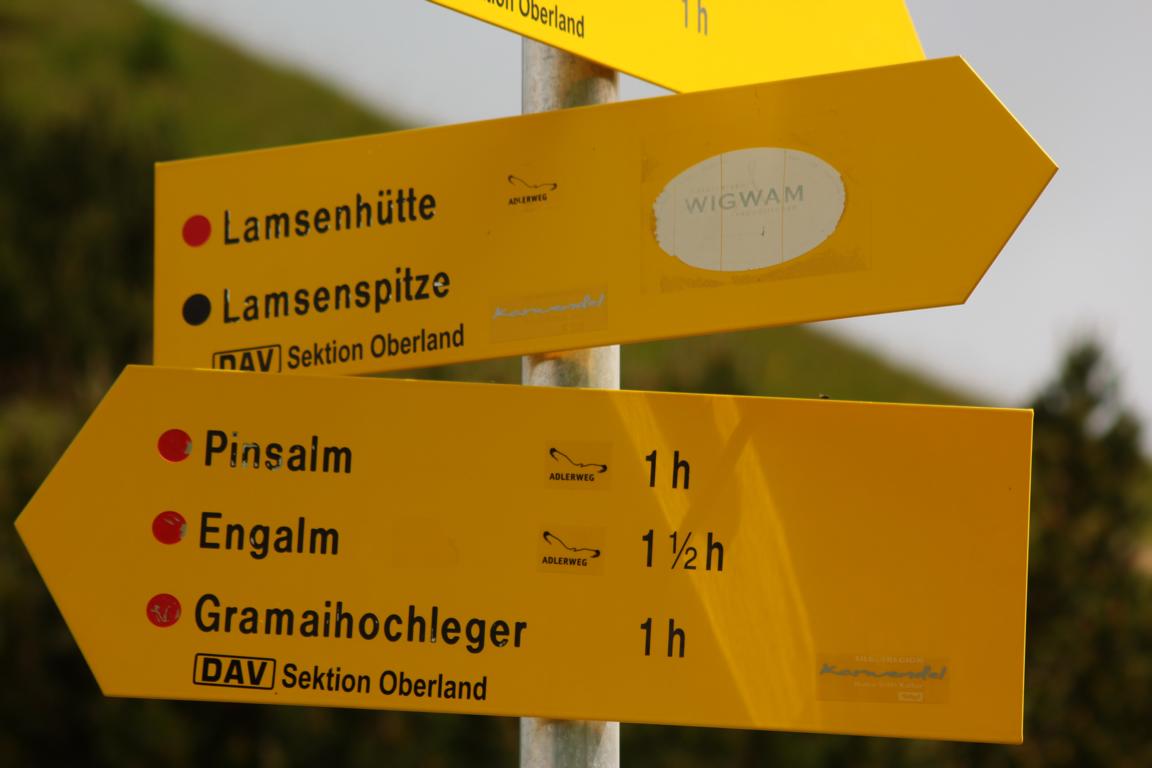 Oberland 1 h
Lamsenhütte ADLERWEG
WIGWAM
Lamsenspitze
Karwendel
DAV Sektion Oberland
Pinsalm ADLERWEG 1 h
Engalm ADLERWEG 1 ½ h
Gramaihochleger 1 h
DAV Sektion Oberland
Karwendel